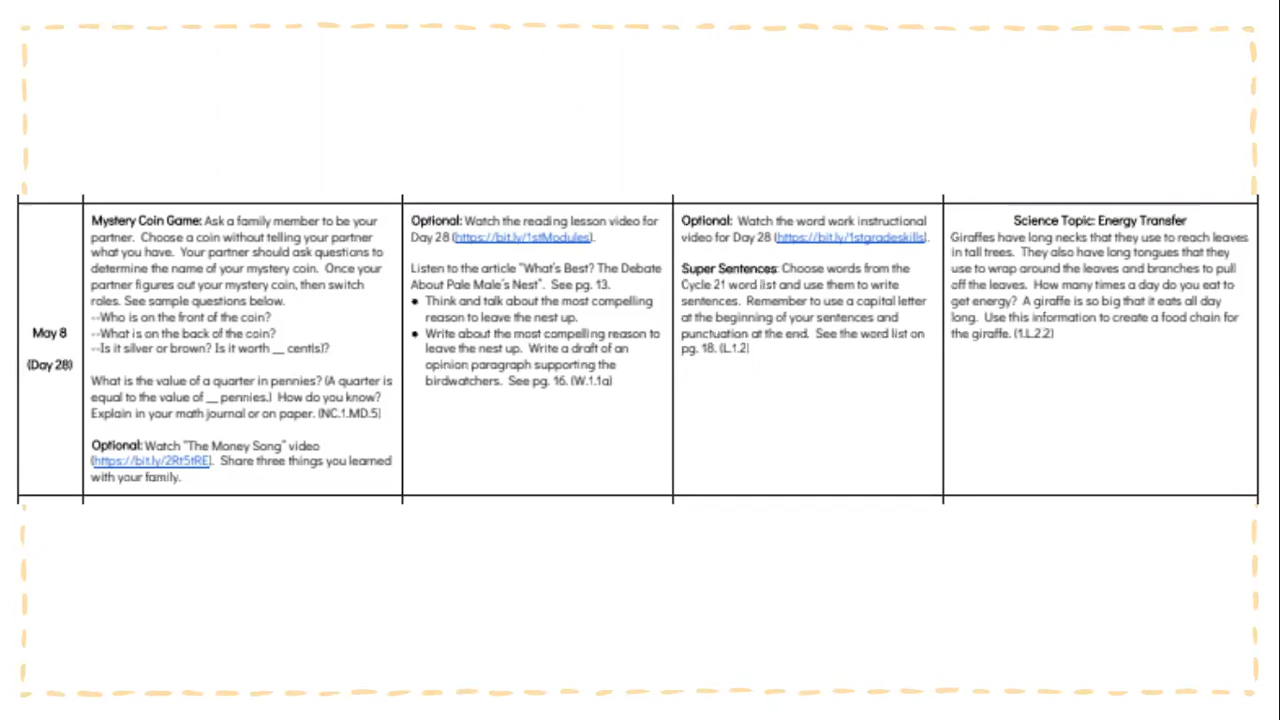 May 8
(Day 28)
Mystery Coin Game: Ask a family member to be your
partner. Choose a coin without telling your partner
what you have. Your partner should ask questions to
determine the name of your mystery coin. Once your
partner figures out your mystery coin, then switch
roles. See sample questions below.
--Who is on the front of the coin?
--What is on the back of the coin?
--Is it silver or brown? Is it worth __ cent(s)?
What is the value of a quarter in pennies? (A quarter is
equal to the value of __ pennies.) How do you know?
Explain in your math journal or on paper. (NC.1.MD.5)
Optional: Watch "The Money Song" video
(https://bit.ly/2Rt5tRE). Share three things you learned
with your family.
Optional: Watch the reading lesson video for
Day 28 (https://bit.ly/1stModules).
Listen to the article "What's Best? The Debate
About Pale Male's Nest". See pg. 13.
● Think and talk about the most compelling
reason to leave the nest up.
● Write about the most compelling reason to
leave the nest up. Write a draft of an
opinion paragraph supporting the
birdwatchers. See pg. 16. (W.1.1a)
Optional: Watch the word work instructional
video for Day 28 (https://bit.ly/1stgradeskills).
Super Sentences: Choose words from the
Cycle 21 word list and use them to write
sentences. Remember to use a capital letter
at the beginning of your sentences and
punctuation at the end. See the word list on
pg. 18. (L.1.2)
Science Topic: Energy Transfer
Giraffes have long necks that they use to reach leaves
in tall trees. They also have long tongues that they
use to wrap around the leaves and branches to pull
off the leaves. How many times a day do you eat to
get energy? A giraffe is so big that it eats all day
long. Use this information to create a food chain for
the giraffe. (1.L.2.2)